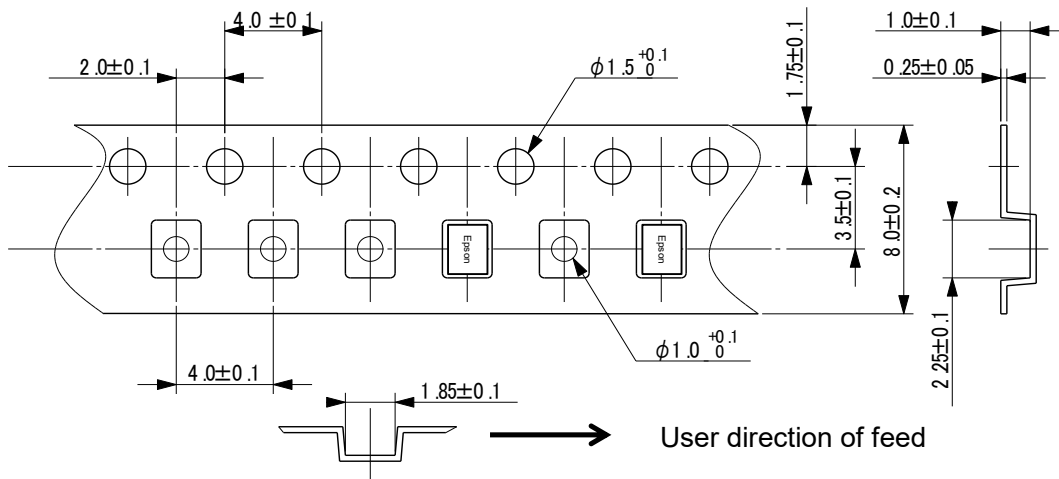 4.0 ±0.1
1.0±0.1
2.0±0.1
φ1.5 +0.1 0
1.75±0.1
0.25±0.05
3.5±0.1
8.0±0.2
Epson
Epson
2.25±0.1
φ1.0 +0.1 0
4.0±0.1
1.85±0.1
User direction of feed